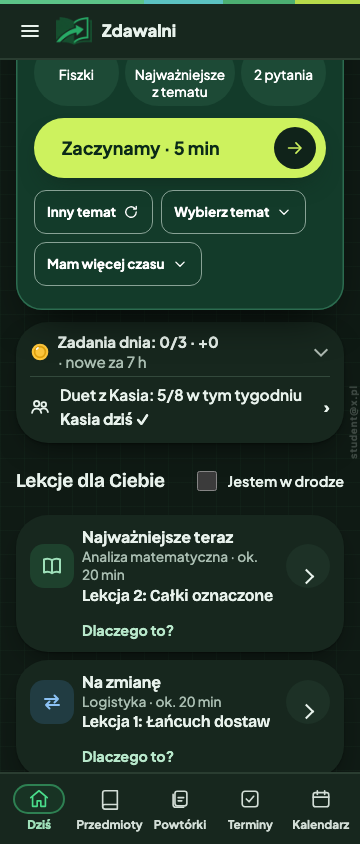 Zdawalni
Fiszki
Najważniejsze
z tematu
2 pytania
Zaczynamy · 5 min
Inny temat
Wybierz temat
Mam więcej czasu
Zadania dnia: 0/3 · +0
· nowe za 7 h
Duet z Kasia: 5/8 w tym tygodniu
Kasia dziś ✓
student@x.pl
Lekcje dla Ciebie
Jestem w drodze
Najważniejsze teraz
Analiza matematyczna · ok.
20 min
Lekcja 2: Całki oznaczone
Dlaczego to?
Na zmianę
Logistyka · ok. 20 min
Lekcja 1: Łańcuch dostaw
Dlaczego to?
Dziś
Przedmioty
Powtórki
Terminy
Kalendarz